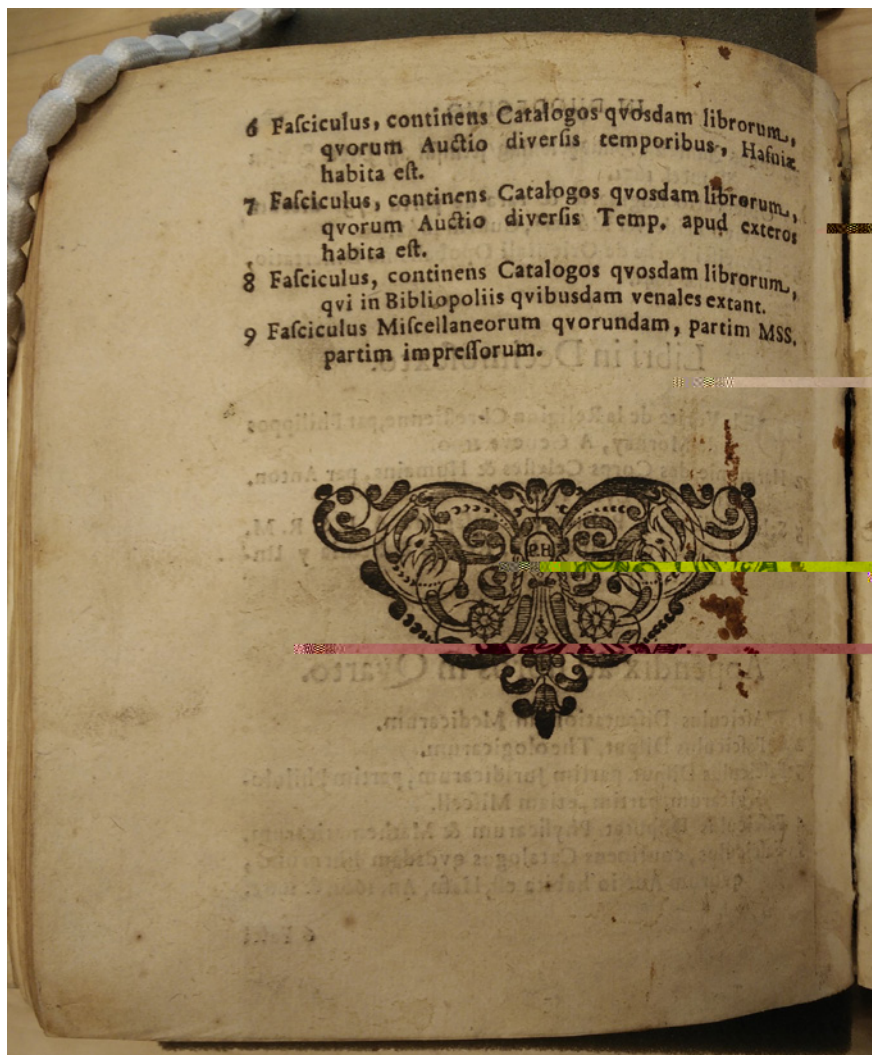 6 Faſciculus, continens Catalogos qvosdam librorum,
qvorum Auctio diverſis temporibus, Hafniæ
habita eſt.
7 Faſciculus, continens Catalogos qvosdam librorum,
qvorum Auctio diverſis Temp. apud exteros
habita eſt.
8 Faſciculus, continens Catalogos qvosdam librorum,
qvi in Bibliopoliis qvibusdam venales extant.
9 Faſciculus Miſcellaneorum qvorundam, partim MSS.
partim impreſſorum.